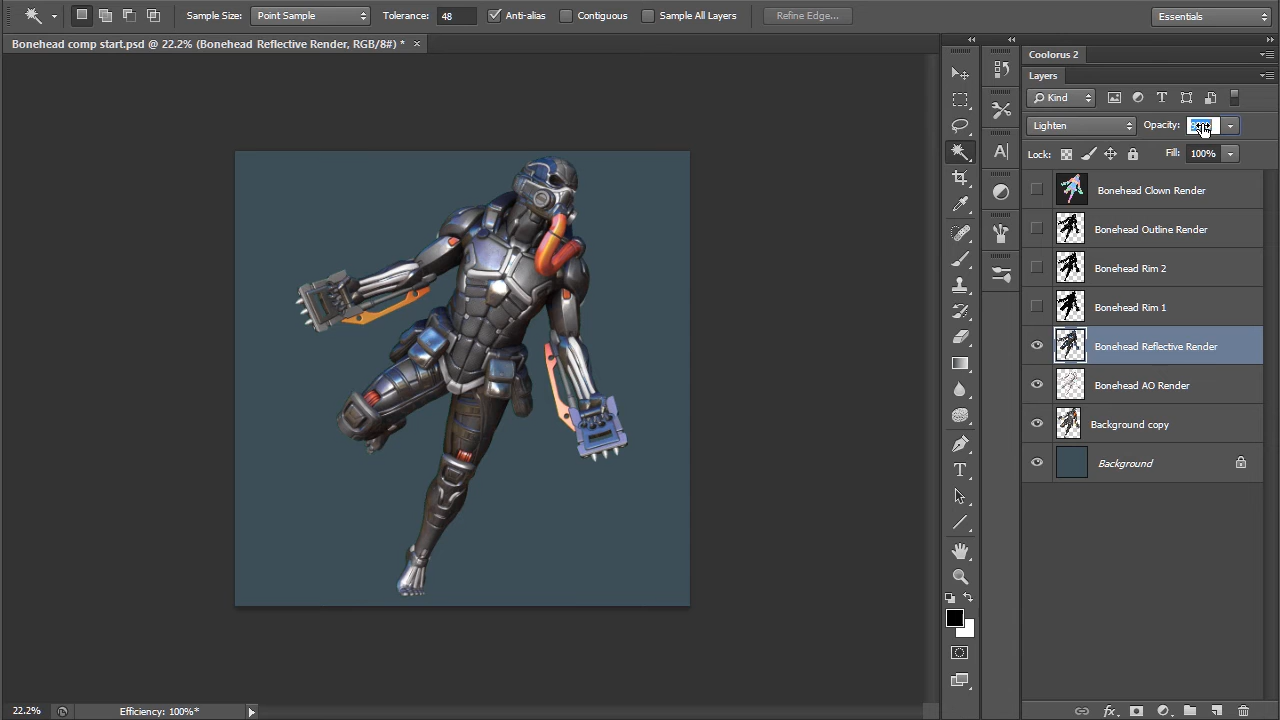 Sample Size: Point Sample Tolerance: 48 Anti-alias Contiguous Sample All Layers Refine Edge... Essentials
Bonehead comp start.psd @ 22.2% (Bonehead Reflective Render, RGB/8#) * ×
Coolorus 2
Layers
Kind
Lighten Opacity:
Lock: Fill: 100%
Bonehead Clown Render
Bonehead Outline Render
Bonehead Rim 2
Bonehead Rim 1
Bonehead Reflective Render
Bonehead AO Render
Background copy
Background
22.2% Efficiency: 100%*